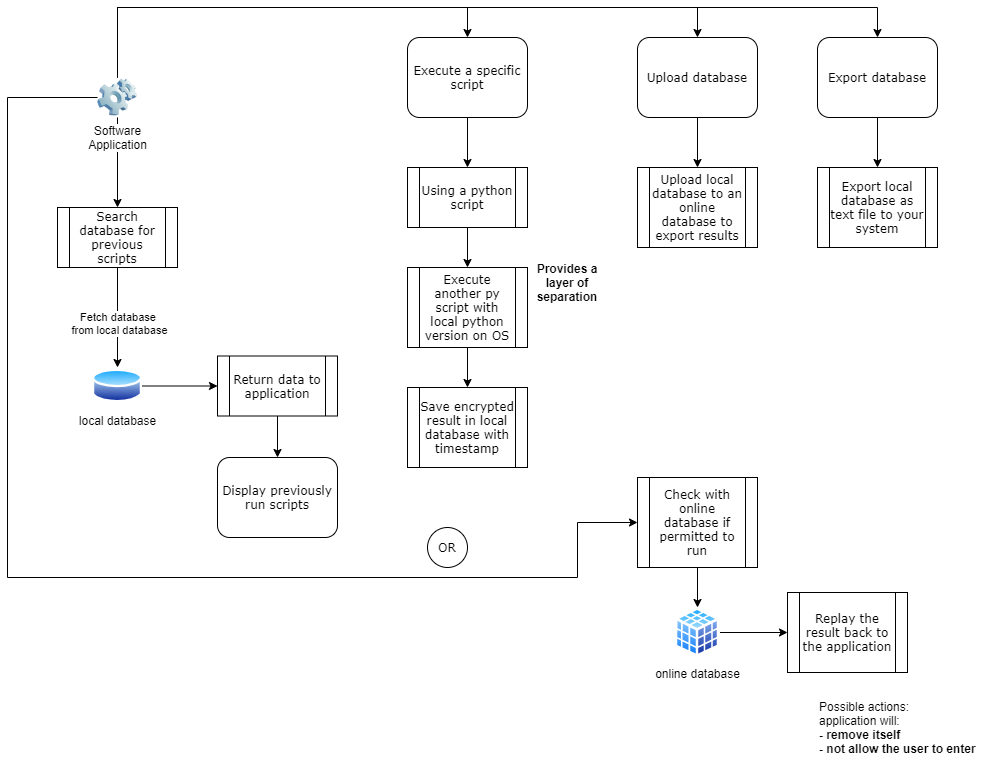 Execute a specific
script
Upload database
Export database
Software
Application
Using a python
script
Upload local
database to an
online
database to
export results
Export local
database as
text file to your
system
Search
database for
previous
scripts
Execute
another py
script with
local python
version on OS
Provides a
layer of
separation
Fetch database
from local database
local database
Return data to
application
Save encrypted
result in local
database with
timestamp
Display previously
run scripts
OR
Check with
online
database if
permitted to
run
online database
Replay the
result back to
the application
Possible actions:
application will:
- remove itself
- not allow the user to enter